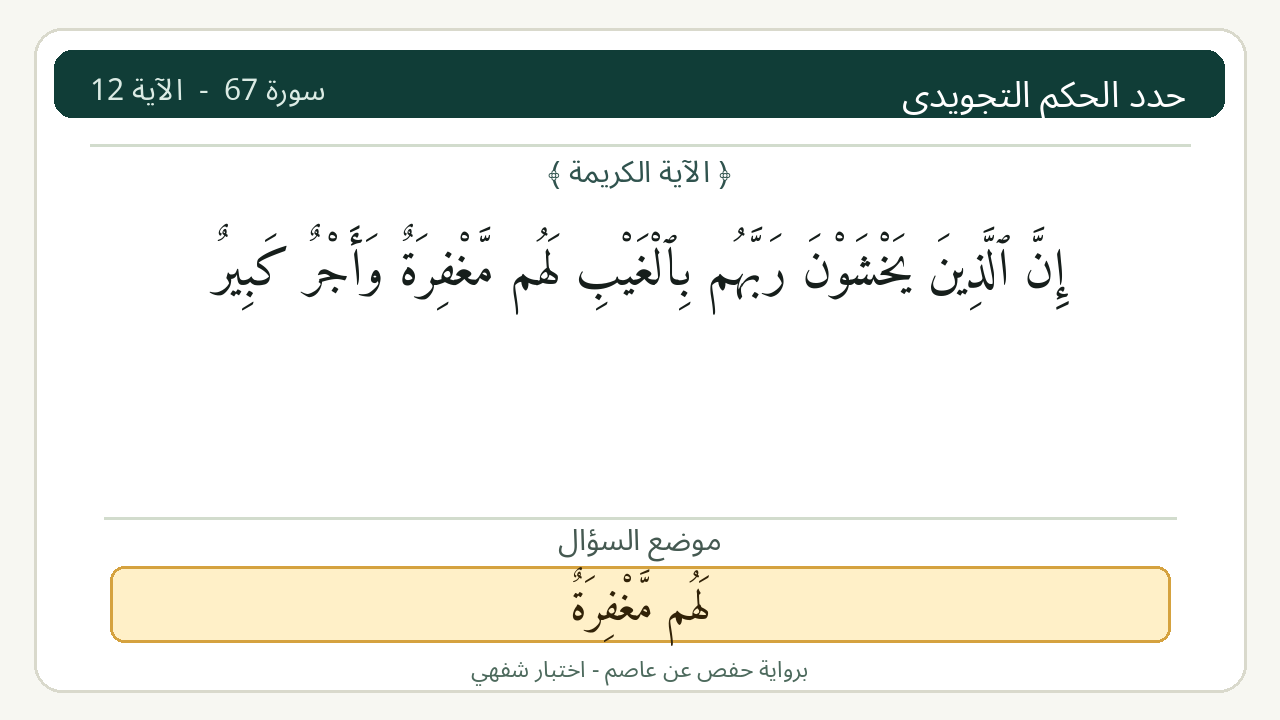 حدد الحكم التجويدى
سورة 67 - الآية 12
﴿ الآية الكريمة ﴾
إِنَّ ٱلَّذِينَ يَخْشَوْنَ رَبَّهُم بِٱلْغَيْبِ لَهُم مَّغْفِرَةٌ وَأَجْرٌ كَبِيرٌ
موضع السؤال
لَهُم مَّغْفِرَةٌ
برواية حفص عن عاصم - اختبار شفهي